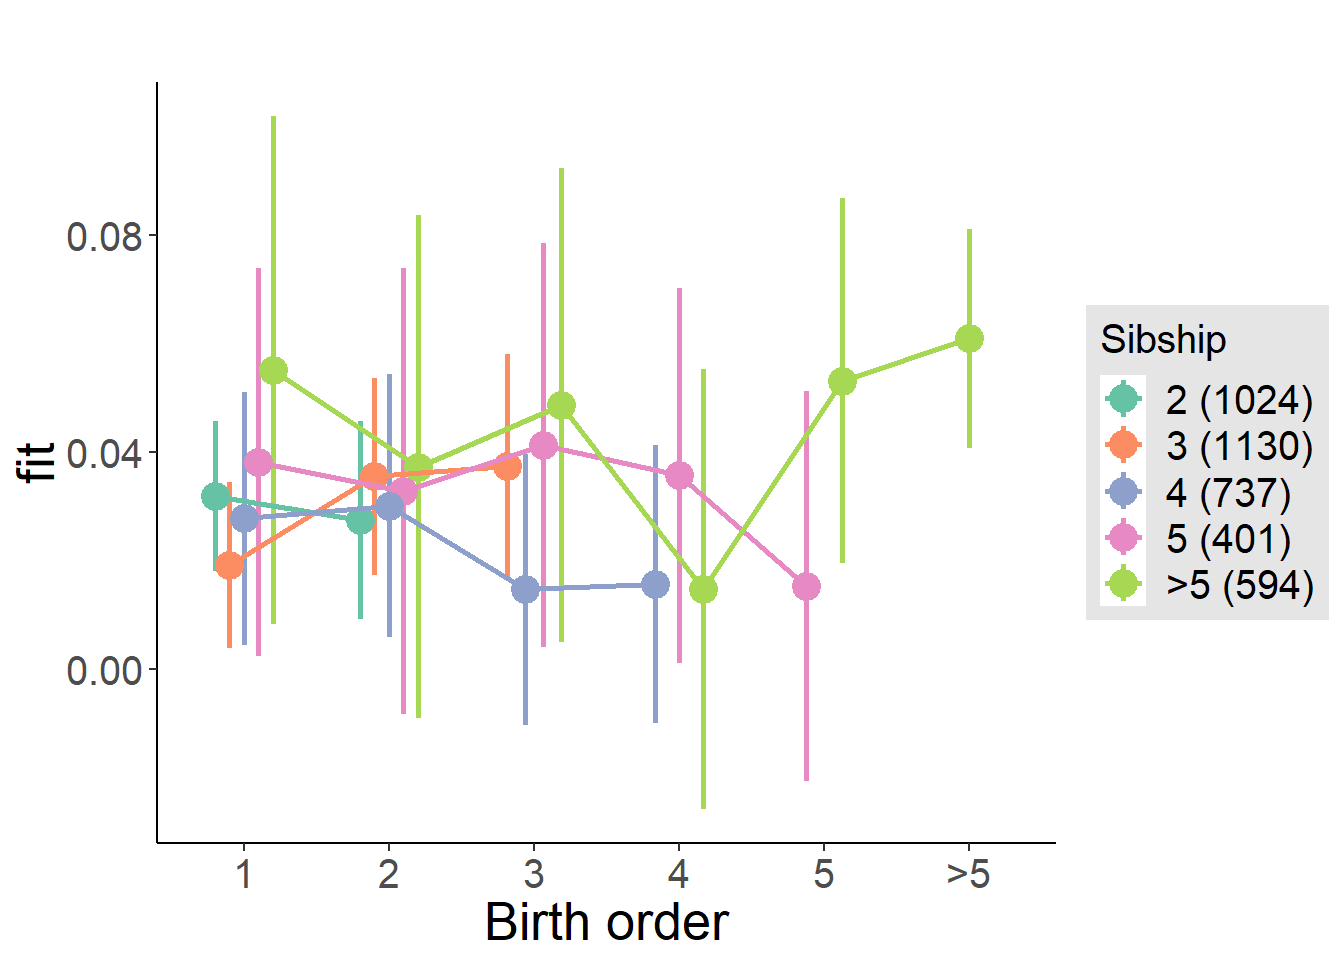 fit
0.08
0.04
0.00
1 2 3 4 5 >5
Birth order
Sibship
2 (1024)
3 (1130)
4 (737)
5 (401)
>5 (594)